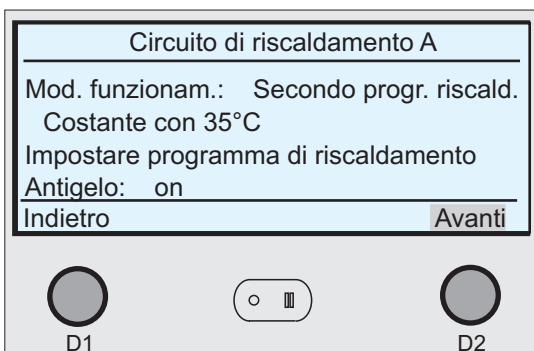 Circuito di riscaldamento A
Mod. funzionam.: Secondo progr. riscald.
Costante con 35°C
Impostare programma di riscaldamento
Antigelo: on
Indietro Avanti
D1 D2